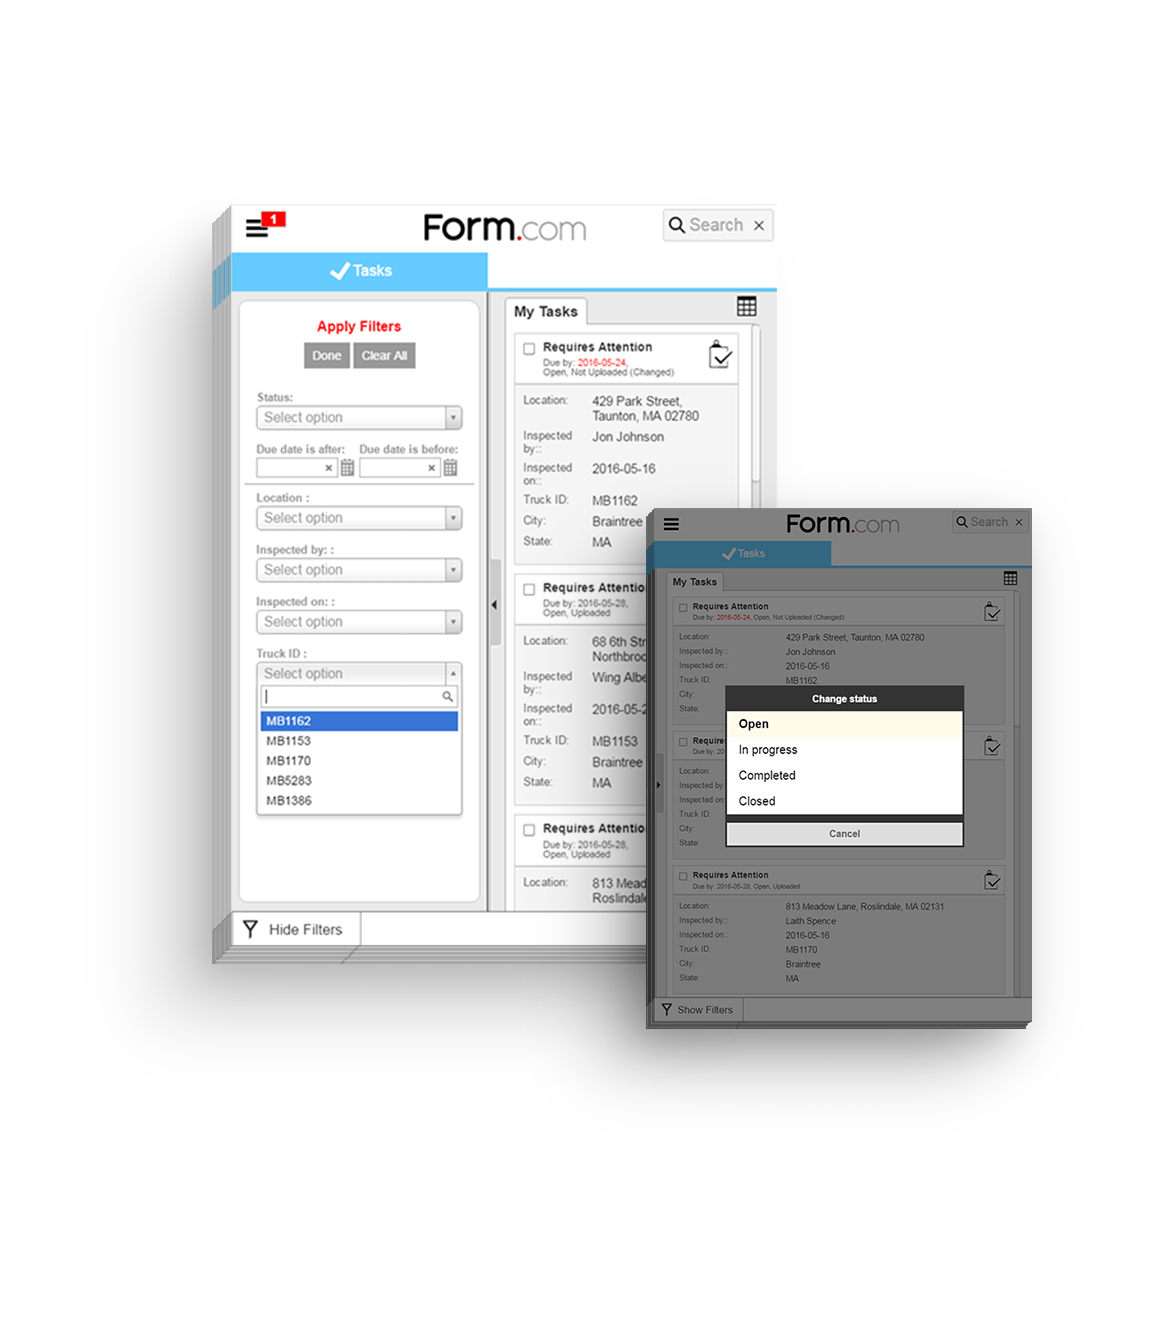 1
Form.com
Search ×
Tasks
Apply Filters
Done Clear All
Status:
Select option
Due date is after: Due date is before:
× ×
Location :
Select option
Inspected by: :
Select option
Inspected on: :
Select option
Truck ID :
Select option
MB1162
MB1153
MB1170
MB5283
MB1386
Hide Filters
My Tasks
Requires Attention
Due by: 2016-05-24,
Open, Not Uploaded (Changed)
Location: 429 Park Street,
Taunton, MA 02780
Inspected
by:: Jon Johnson
Inspected
on:: 2016-05-16
Truck ID: MB1162
City: Braintree
State: MA
Requires Attentio
Due by: 2016-05-28,
Open, Uploaded
Location: 68 6th Str
Northbroo
Inspected
by:: Wing Albe
Inspected
on:: 2016-05-2
Truck ID: MB1153
City: Braintree
State: MA
Requires Attentio
Due by: 2016-05-28,
Open, Uploaded
Location: 813 Mead
Roslindale
Form.com
Search ×
Tasks
My Tasks
Requires Attention
Due by: 2016-05-24, Open, Not Uploaded (Changed)
Location: 429 Park Street, Taunton, MA 02780
Inspected by:: Jon Johnson
Inspected on:: 2016-05-16
Truck ID: MB1162
City:
State:
Require
Due by: 20
Location:
Inspected by:
Inspected on:
Truck ID:
City:
State:
Change status
Open
In progress
Completed
Closed
Cancel
Requires Attention
Due by: 2016-05-28, Open, Uploaded
Location: 813 Meadow Lane, Roslindale, MA 02131
Inspected by:: Laith Spence
Inspected on:: 2016-05-16
Truck ID: MB1170
City: Braintree
State: MA
Show Filters